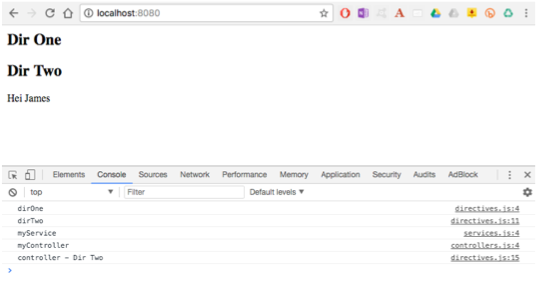 localhost:8080
Dir One
Dir Two
Hei James
Elements Console Sources Network Performance Memory Application Security Audits AdBlock
top Filter Default levels
dirOne directives.js:4
dirTwo directives.js:11
myService services.js:4
myController controllers.js:4
controller - Dir Two directives.js:15